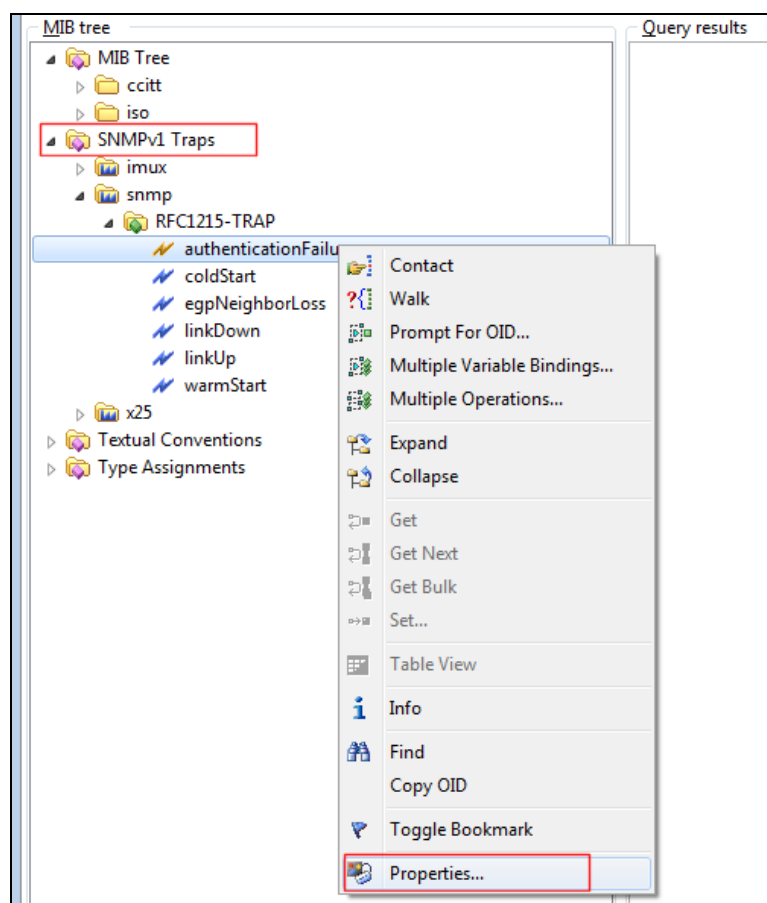 MIB tree
Query results
MIB Tree
ccitt
iso
SNMPv1 Traps
imux
snmp
RFC1215-TRAP
authenticationFailu
coldStart
egpNeighborLoss
linkDown
linkUp
warmStart
x25
Textual Conventions
Type Assignments
Contact
Walk
Prompt For OID...
Multiple Variable Bindings...
Multiple Operations...
Expand
Collapse
Get
Get Next
Get Bulk
Set...
Table View
Info
Find
Copy OID
Toggle Bookmark
Properties...